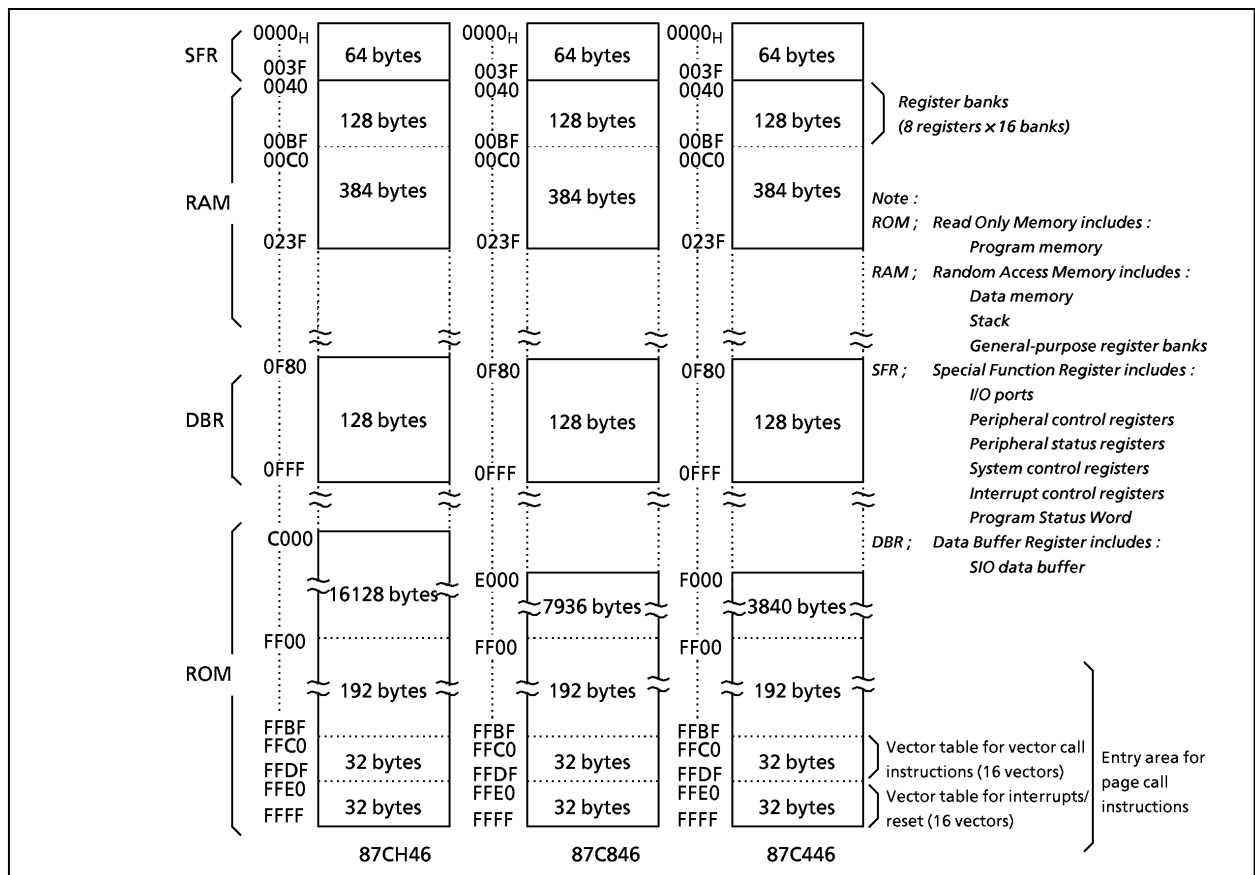 SFR
RAM
DBR
ROM
0000H
003F
0040
00BF
00C0
023F
0F80
0FFF
C000
FF00
FFBF
FFC0
FFDF
FFE0
FFFF
64 bytes
128 bytes
384 bytes
128 bytes
16128 bytes
192 bytes
32 bytes
32 bytes
87CH46
0000H
003F
0040
00BF
00C0
023F
0F80
0FFF
E000
FF00
FFBF
FFC0
FFDF
FFE0
FFFF
64 bytes
128 bytes
384 bytes
128 bytes
7936 bytes
192 bytes
32 bytes
32 bytes
87C846
0000H
003F
0040
00BF
00C0
023F
0F80
0FFF
F000
FF00
FFBF
FFC0
FFDF
FFE0
FFFF
64 bytes
128 bytes
384 bytes
128 bytes
3840 bytes
192 bytes
32 bytes
32 bytes
87C446
Register banks
(8 registers × 16 banks)
Note :
ROM ; Read Only Memory includes :
Program memory
RAM ; Random Access Memory includes :
Data memory
Stack
General-purpose register banks
SFR ; Special Function Register includes :
I/O ports
Peripheral control registers
Peripheral status registers
System control registers
Interrupt control registers
Program Status Word
DBR ; Data Buffer Register includes :
SIO data buffer
Vector table for vector call
instructions (16 vectors)
Vector table for interrupts/
reset (16 vectors)
Entry area for
page call
instructions